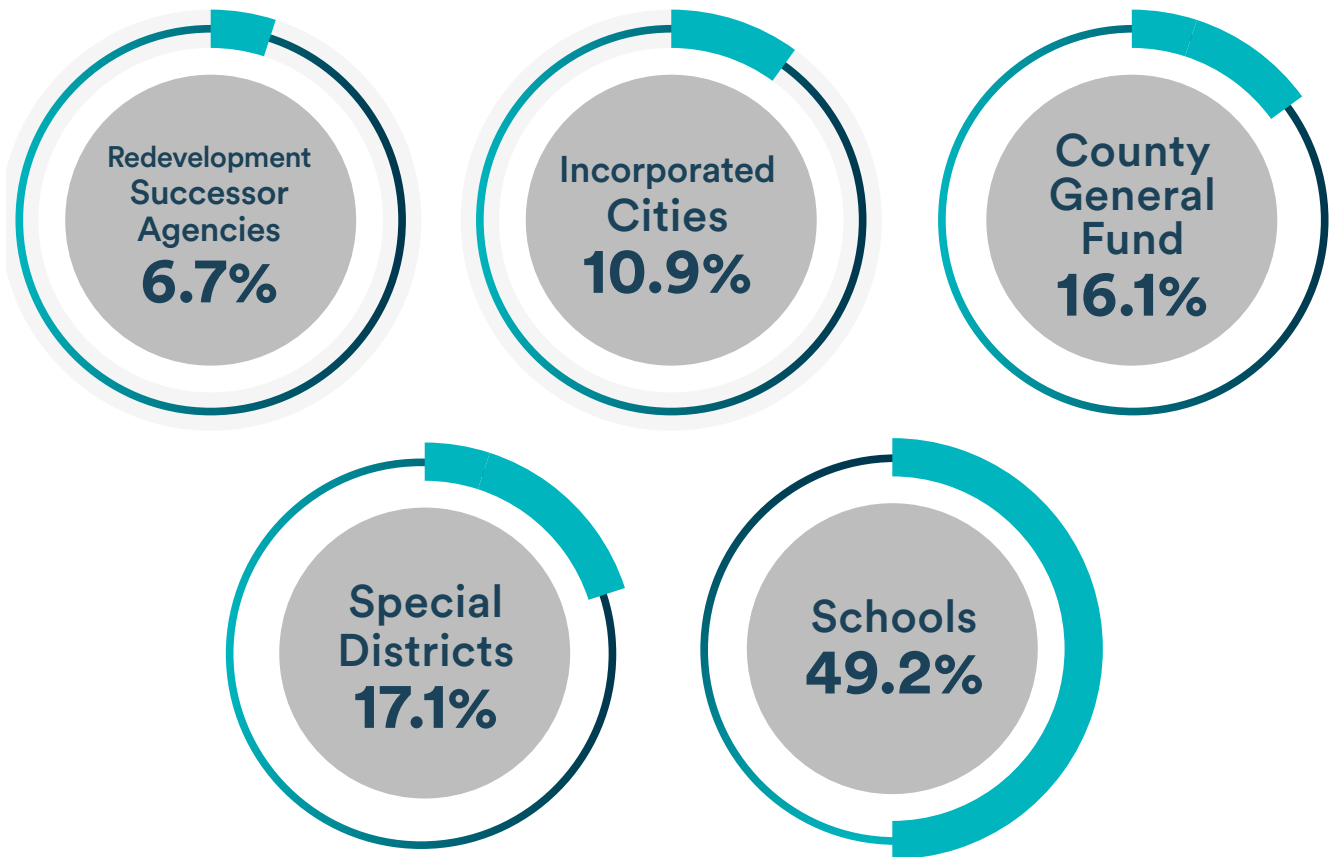 Redevelopment
Successor
Agencies
6.7%
Incorporated
Cities
10.9%
County
General
Fund
16.1%
Special
Districts
17.1%
Schools
49.2%